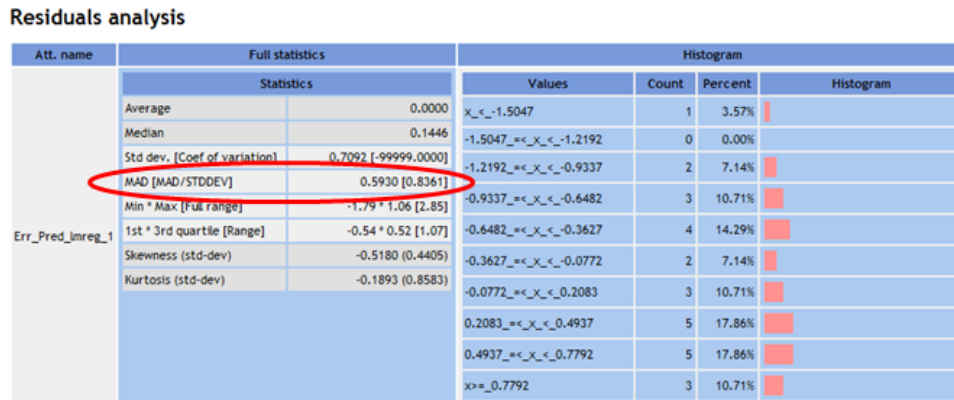 Residuals analysis
Att. name Full statistics Histogram
Statistics Values Count Percent Histogram
Err_Pred_lmreg_1
Average 0.0000
Median 0.1446
Std dev. [Coef of variation] 0.7092 [-99999.0000]
MAD [MAD/STDDEV] 0.5930 [0.8361]
Min * Max [Full range] -1.79 * 1.06 [2.85]
1st * 3rd quartile [Range] -0.54 * 0.52 [1.07]
Skewness (std-dev) -0.5180 (0.4405)
Kurtosis (std-dev) -0.1893 (0.8583)
x_<_-1.5047 1 3.57%
-1.5047_=<_x_<_-1.2192 0 0.00%
-1.2192_=<_x_<_-0.9337 2 7.14%
-0.9337_=<_x_<_-0.6482 3 10.71%
-0.6482_=<_x_<_-0.3627 4 14.29%
-0.3627_=<_x_<_-0.0772 2 7.14%
-0.0772_=<_x_<_0.2083 3 10.71%
0.2083_=<_x_<_0.4937 5 17.86%
0.4937_=<_x_<_0.7792 5 17.86%
x>=_0.7792 3 10.71%